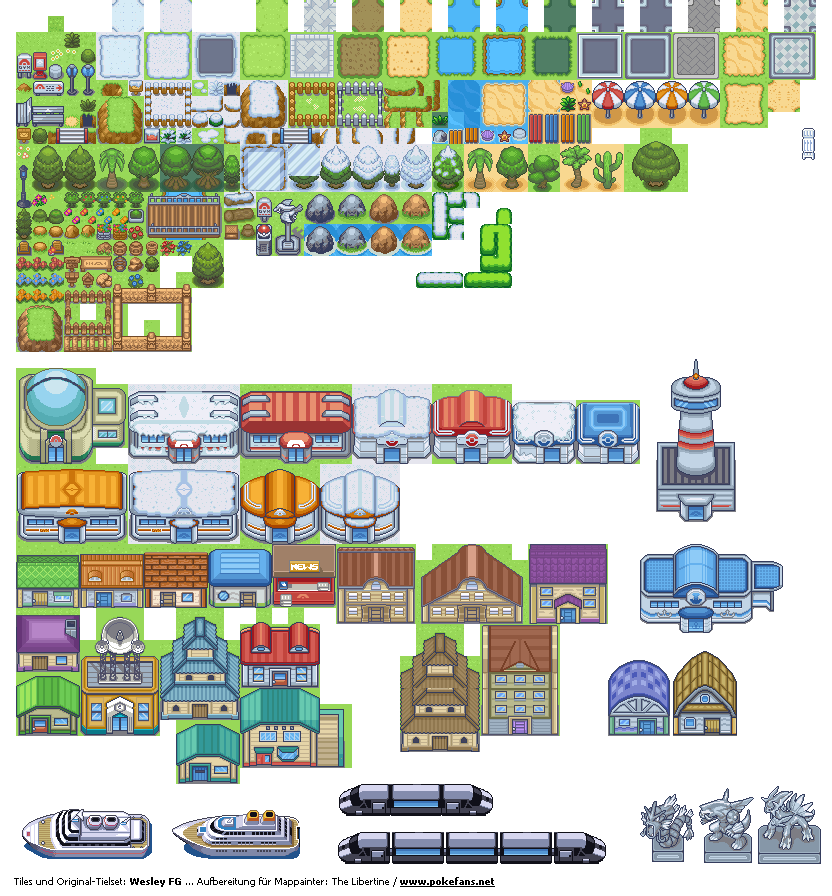 NEWS
Tiles und Original-Tielset: Wesley FG ... Aufbereitung für Mappainter: The Libertine / www.pokefans.net